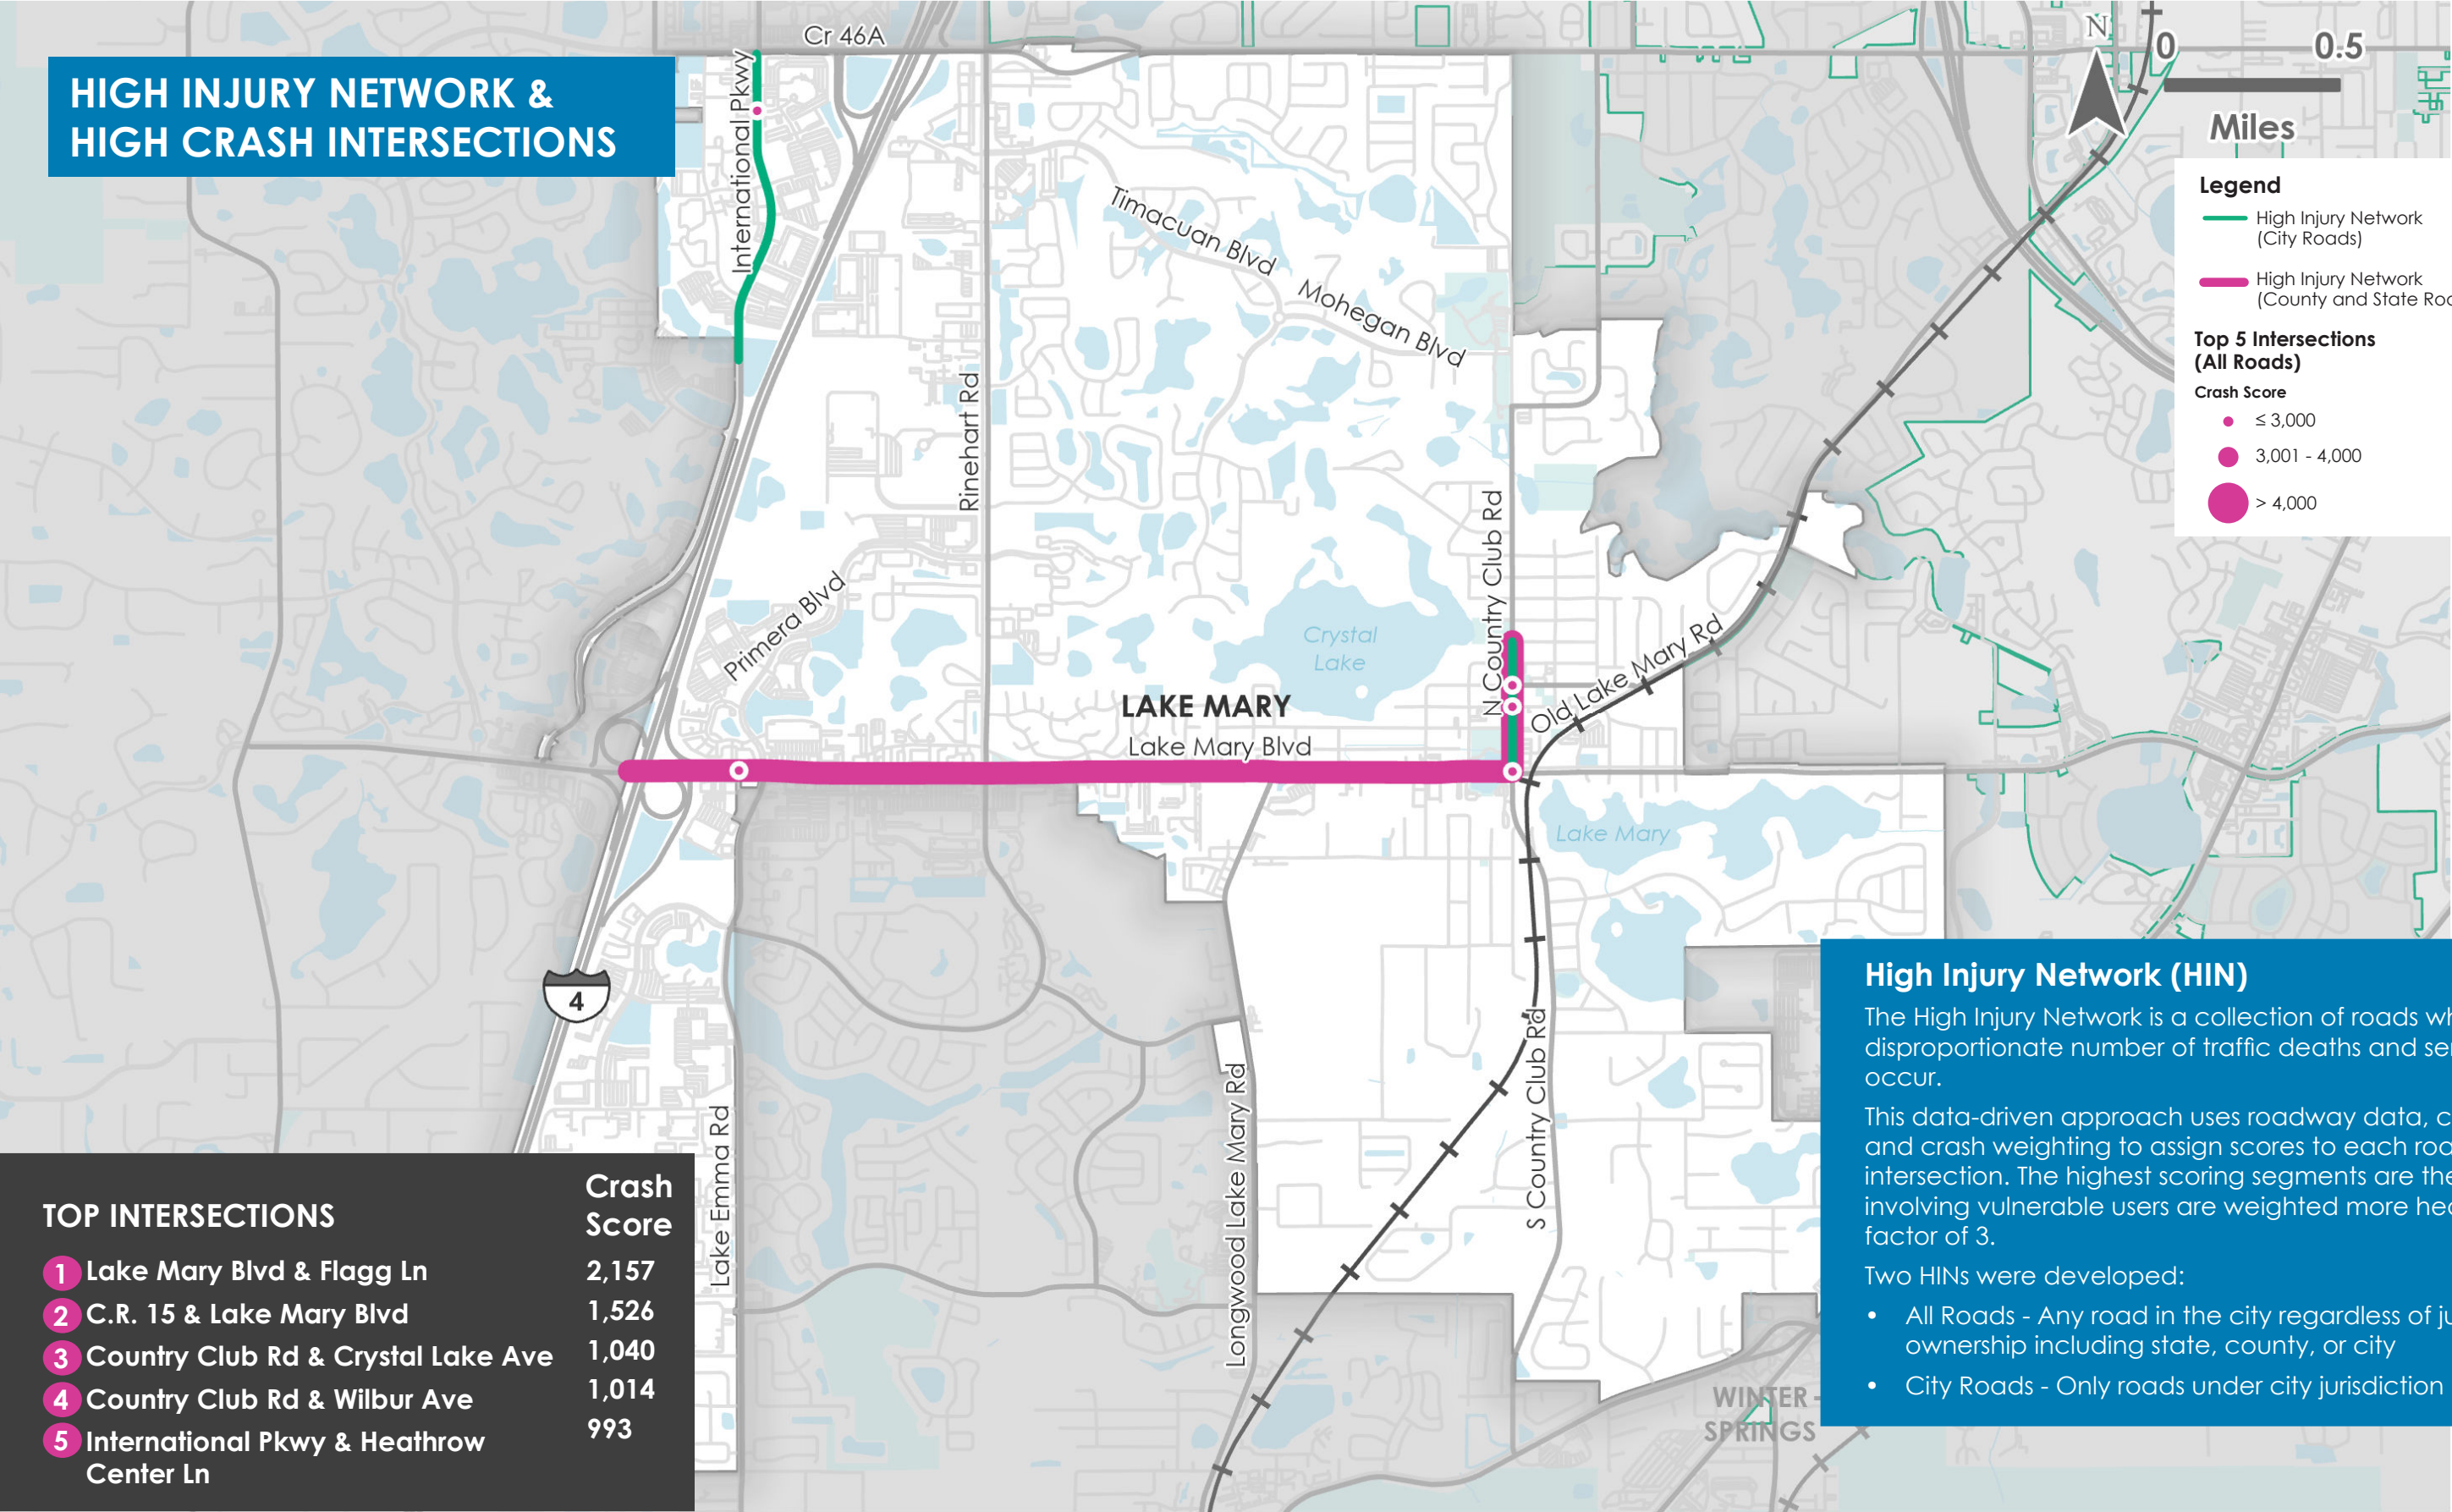 HIGH INJURY NETWORK &
HIGH CRASH INTERSECTIONS
Cr 46A
International Pkwy
Timacuan Blvd
Mohegan Blvd
Rinehart Rd
Primera Blvd
N Country Club Rd
Crystal
Lake
Old Lake Mary Rd
LAKE MARY
Lake Mary Blvd
Lake Mary
4
Lake Emma Rd
Longwood Lake Mary Rd
S Country Club Rd
WINTER
SPRINGS
N
0 0.5
Miles
Legend
High Injury Network
(City Roads)
High Injury Network
(County and State
Top 5 Intersections
(All Roads)
Crash Score
≤ 3,000
3,001 - 4,000
> 4,000
TOP INTERSECTIONS
Crash
Score
1 Lake Mary Blvd & Flagg Ln 2,157
2 C.R. 15 & Lake Mary Blvd 1,526
3 Country Club Rd & Crystal Lake Ave 1,040
4 Country Club Rd & Wilbur Ave 1,014
5 International Pkwy & Heathrow 993
Center Ln
High Injury Network (HIN)
The High Injury Network is a collection of roads
disproportionate number of traffic deaths and
occur.
This data-driven approach uses roadway data,
and crash weighting to assign scores to each
intersection. The highest scoring segments are
involving vulnerable users are weighted more
factor of 3.
Two HINs were developed:
• All Roads - Any road in the city regardless of
ownership including state, county, or city
• City Roads - Only roads under city jurisdiction